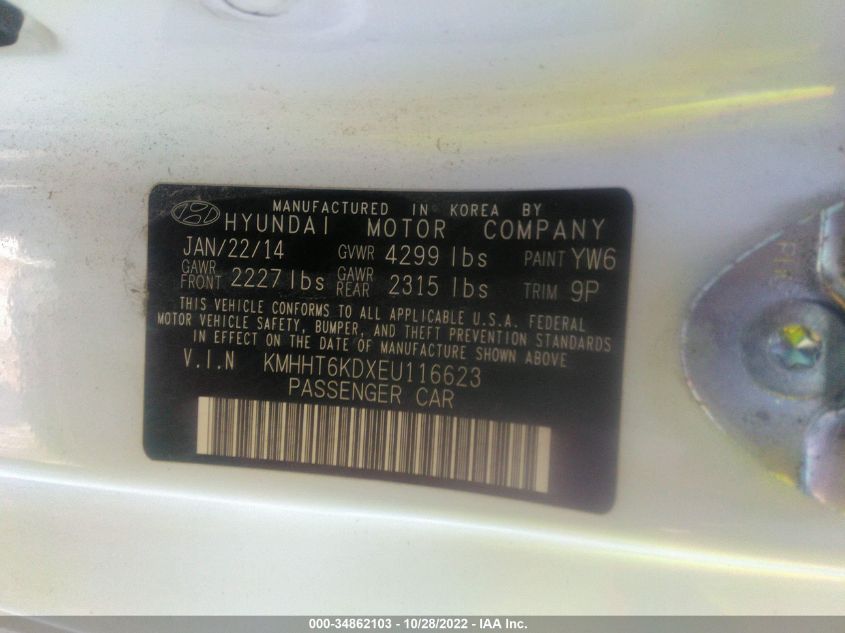 MANUFACTURED IN KOREA BY
HYUNDAI MOTOR COMPANY
JAN/22/14 GVWR 4299 lbs PAINT YW6
GAWR FRONT 2227 lbs GAWR REAR 2315 lbs TRIM 9P
THIS VEHICLE CONFORMS TO ALL APPLICABLE U.S.A. FEDERAL
MOTOR VEHICLE SAFETY, BUMPER, AND THEFT PREVENTION STANDARDS
IN EFFECT ON THE DATE OF MANUFACTURE SHOWN ABOVE
V.I.N KMHHT6KDXEU116623
PASSENGER CAR
000-34862103 - 10/28/2022 - IAA Inc.